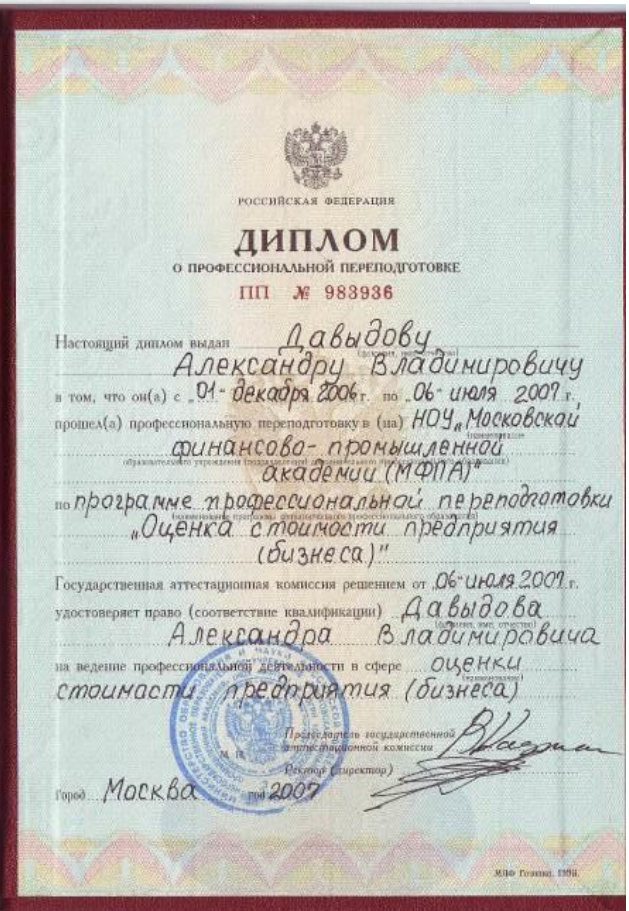 РОССИЙСКАЯ ФЕДЕРАЦИЯ
ДИПЛОМ
О ПРОФЕССИОНАЛЬНОЙ ПЕРЕПОДГОТОВКЕ
ПП № 983936
Настоящий диплом выдан Давыдову
Александру Владимировичу
в том, что он(а) с „01" декабря 2006 г. по „06" июля 2007 г.
прошел(а) профессиональную переподготовку в (на) НОУ „Московской
финансово-промышленной
академии (МФПА)"
по программе профессиональной переподготовки
„Оценка стоимости предприятия
(бизнеса)"
Государственная аттестационная комиссия решением от „06" июля 2007 г.
удостоверяет право (соответствие квалификации) Давыдова
(фамилия, имя, отчество)
Александра Владимировича
на ведение профессиональной деятельности в сфере оценки
(наименование)
стоимости предприятия (бизнеса)
Председатель государственной
аттестационной комиссии
М. П.
Ректор (директор)
Город Москва год 2007